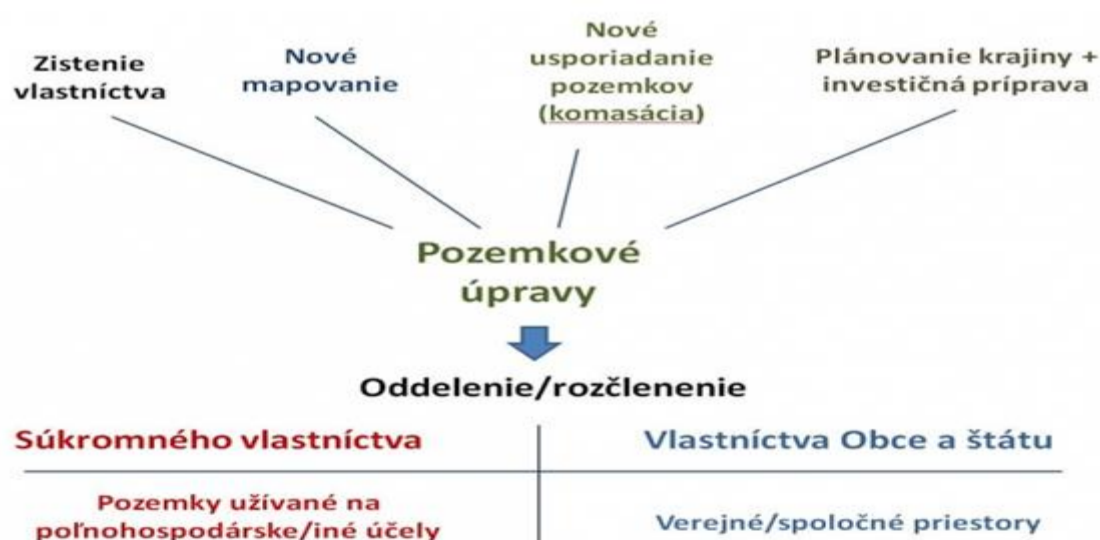 Zistenie
vlastníctva
Nové
mapovanie
Nové
usporiadanie
pozemkov
(komasácia)
Plánovanie krajiny +
investičná príprava
Pozemkové
úpravy
Oddelenie/rozčlenenie
Súkromného vlastníctva
Vlastníctva Obce a štátu
Pozemky užívané na
poľnohospodárske/iné účely
Verejné/spoločné priestory